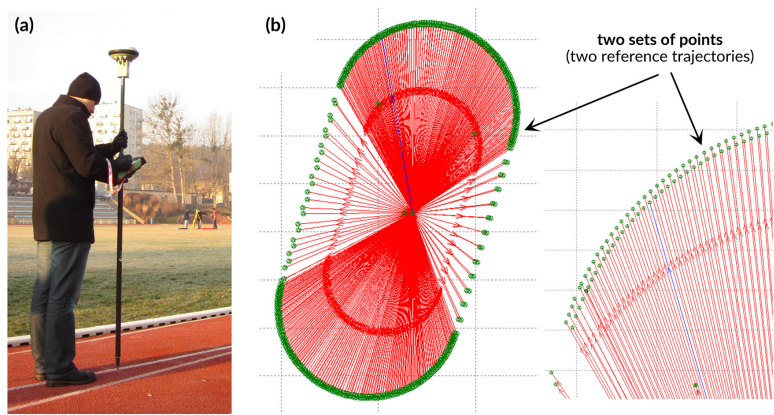 (a)
(b)
two sets of points
(two reference trajectories)